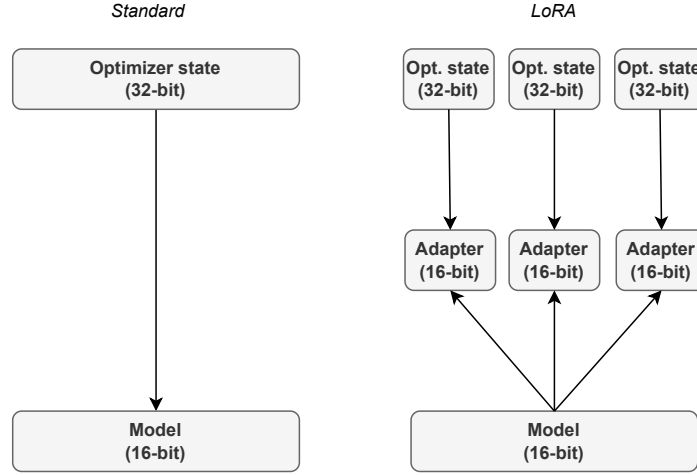 Standard
LoRA
Optimizer state
(32-bit)
Opt. state
(32-bit)
Opt. state
(32-bit)
Opt. state
(32-bit)
Adapter
(16-bit)
Adapter
(16-bit)
Adapter
(16-bit)
Model
(16-bit)
Model
(16-bit)